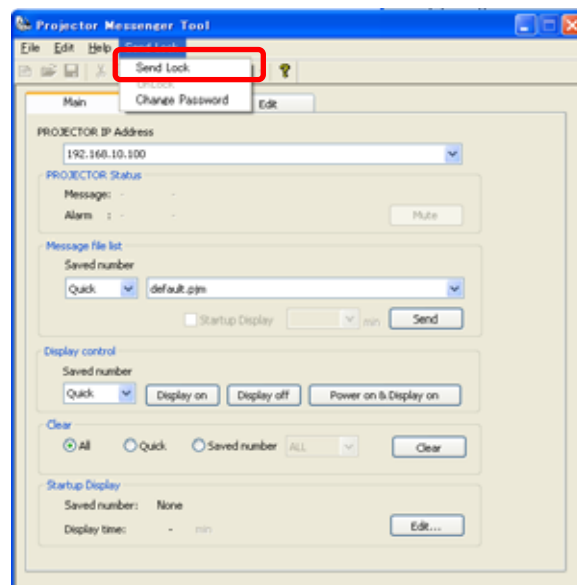 Projector Messenger Tool
File Edit Help Send Lock
Send Lock
UnLock
Change Password
Main Edit
PROJECTOR IP Address
192.168.10.100
PROJECTOR Status
Message: - -
Alarm : - -
Mute
Message file list
Saved number
Quick default.pjm
Startup Display min Send
Display control
Saved number
Quick Display on Display off Power on & Display on
Clear
All Quick Saved number ALL Clear
Startup Display
Saved number: None
Display time: - min Edit...